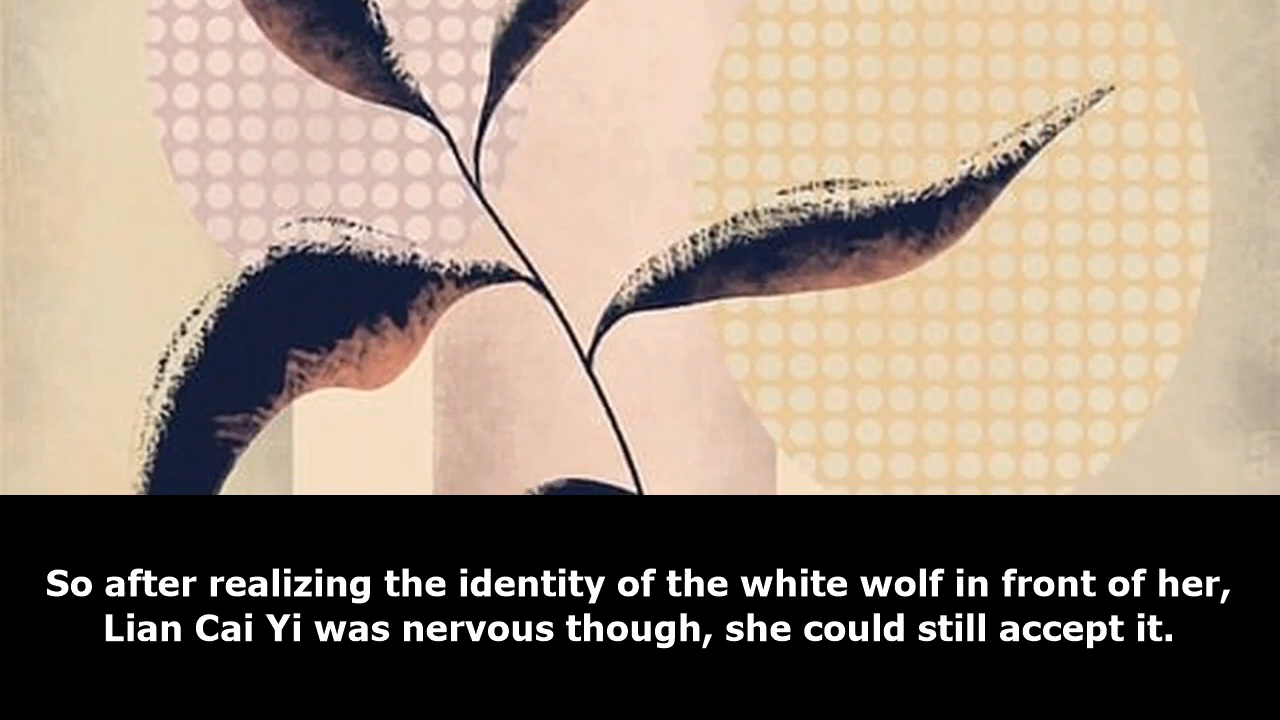 So after realizing the identity of the white wolf in front of her,
Lian Cai Yi was nervous though, she could still accept it.